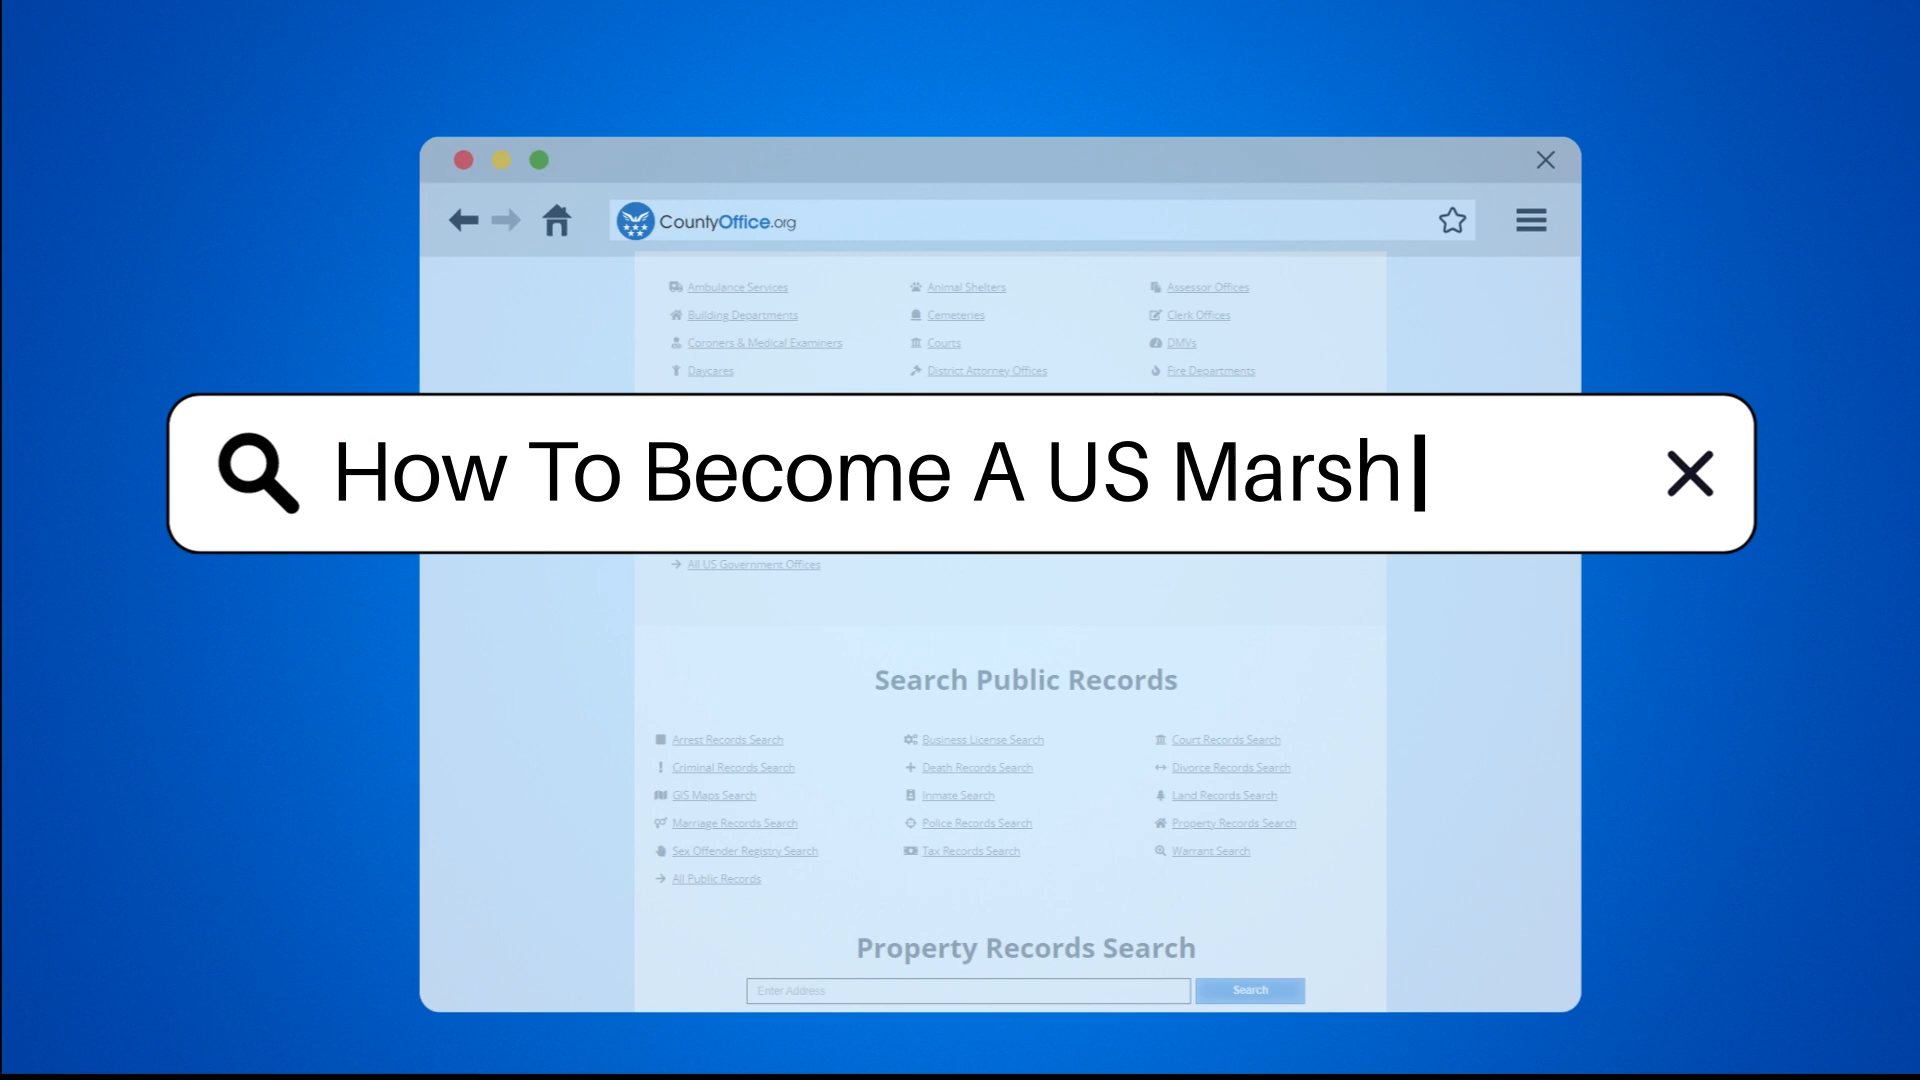 CountyOffice.org
Ambulance Services Animal Shelters Assessor Offices
Building Departments Cemeteries Clerk Offices
Coroners & Medical Examiners Courts DMVs
Daycares District Attorney Offices Fire Departments
How To Become A US Marsh
All US Government Offices
Search Public Records
Arrest Records Search Business License Search Court Records Search
Criminal Records Search Death Records Search Divorce Records Search
GIS Maps Search Inmate Search Land Records Search
Marriage Records Search Police Records Search Property Records Search
Sex Offender Registry Search Tax Records Search Warrant Search
All Public Records
Property Records Search
Enter Address Search